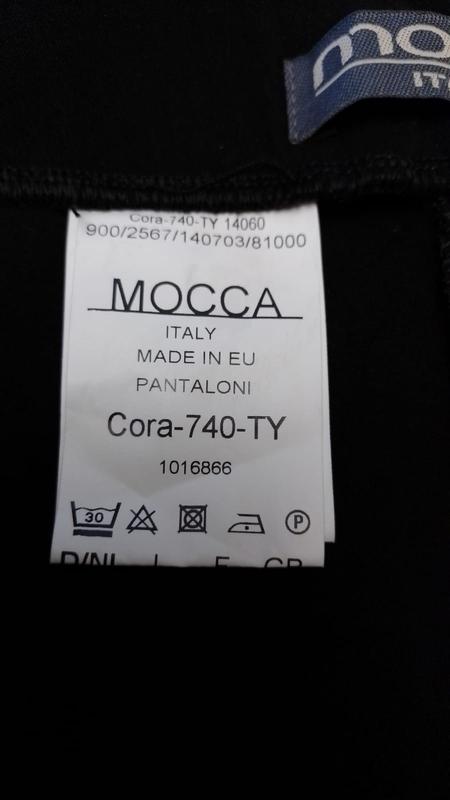 Cora-740-TY 14060
900/2567/140703/81000
MOCCA
ITALY
MADE IN EU
PANTALONI
Cora-740-TY
1016866
30
P